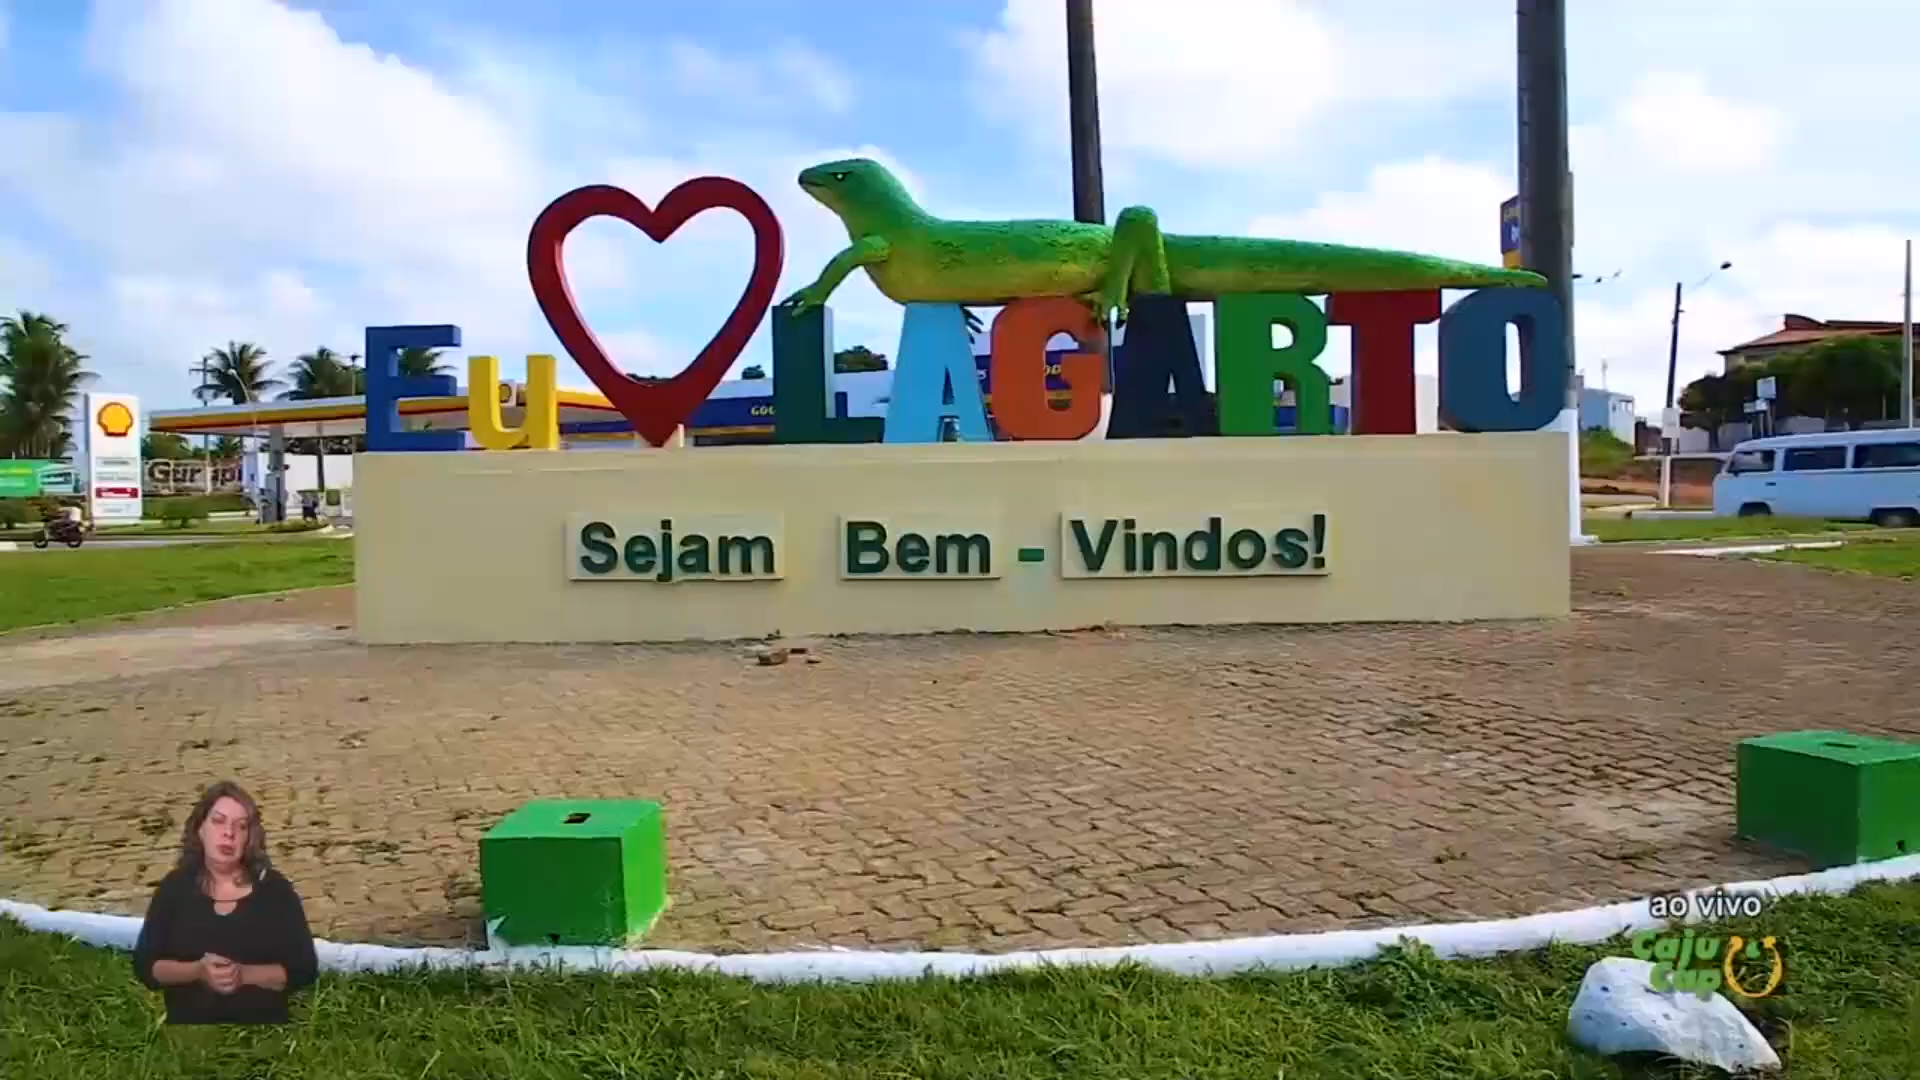 Eu LAGARTO
Sejam Bem - Vindos!
ao vivo
Caju
Cap